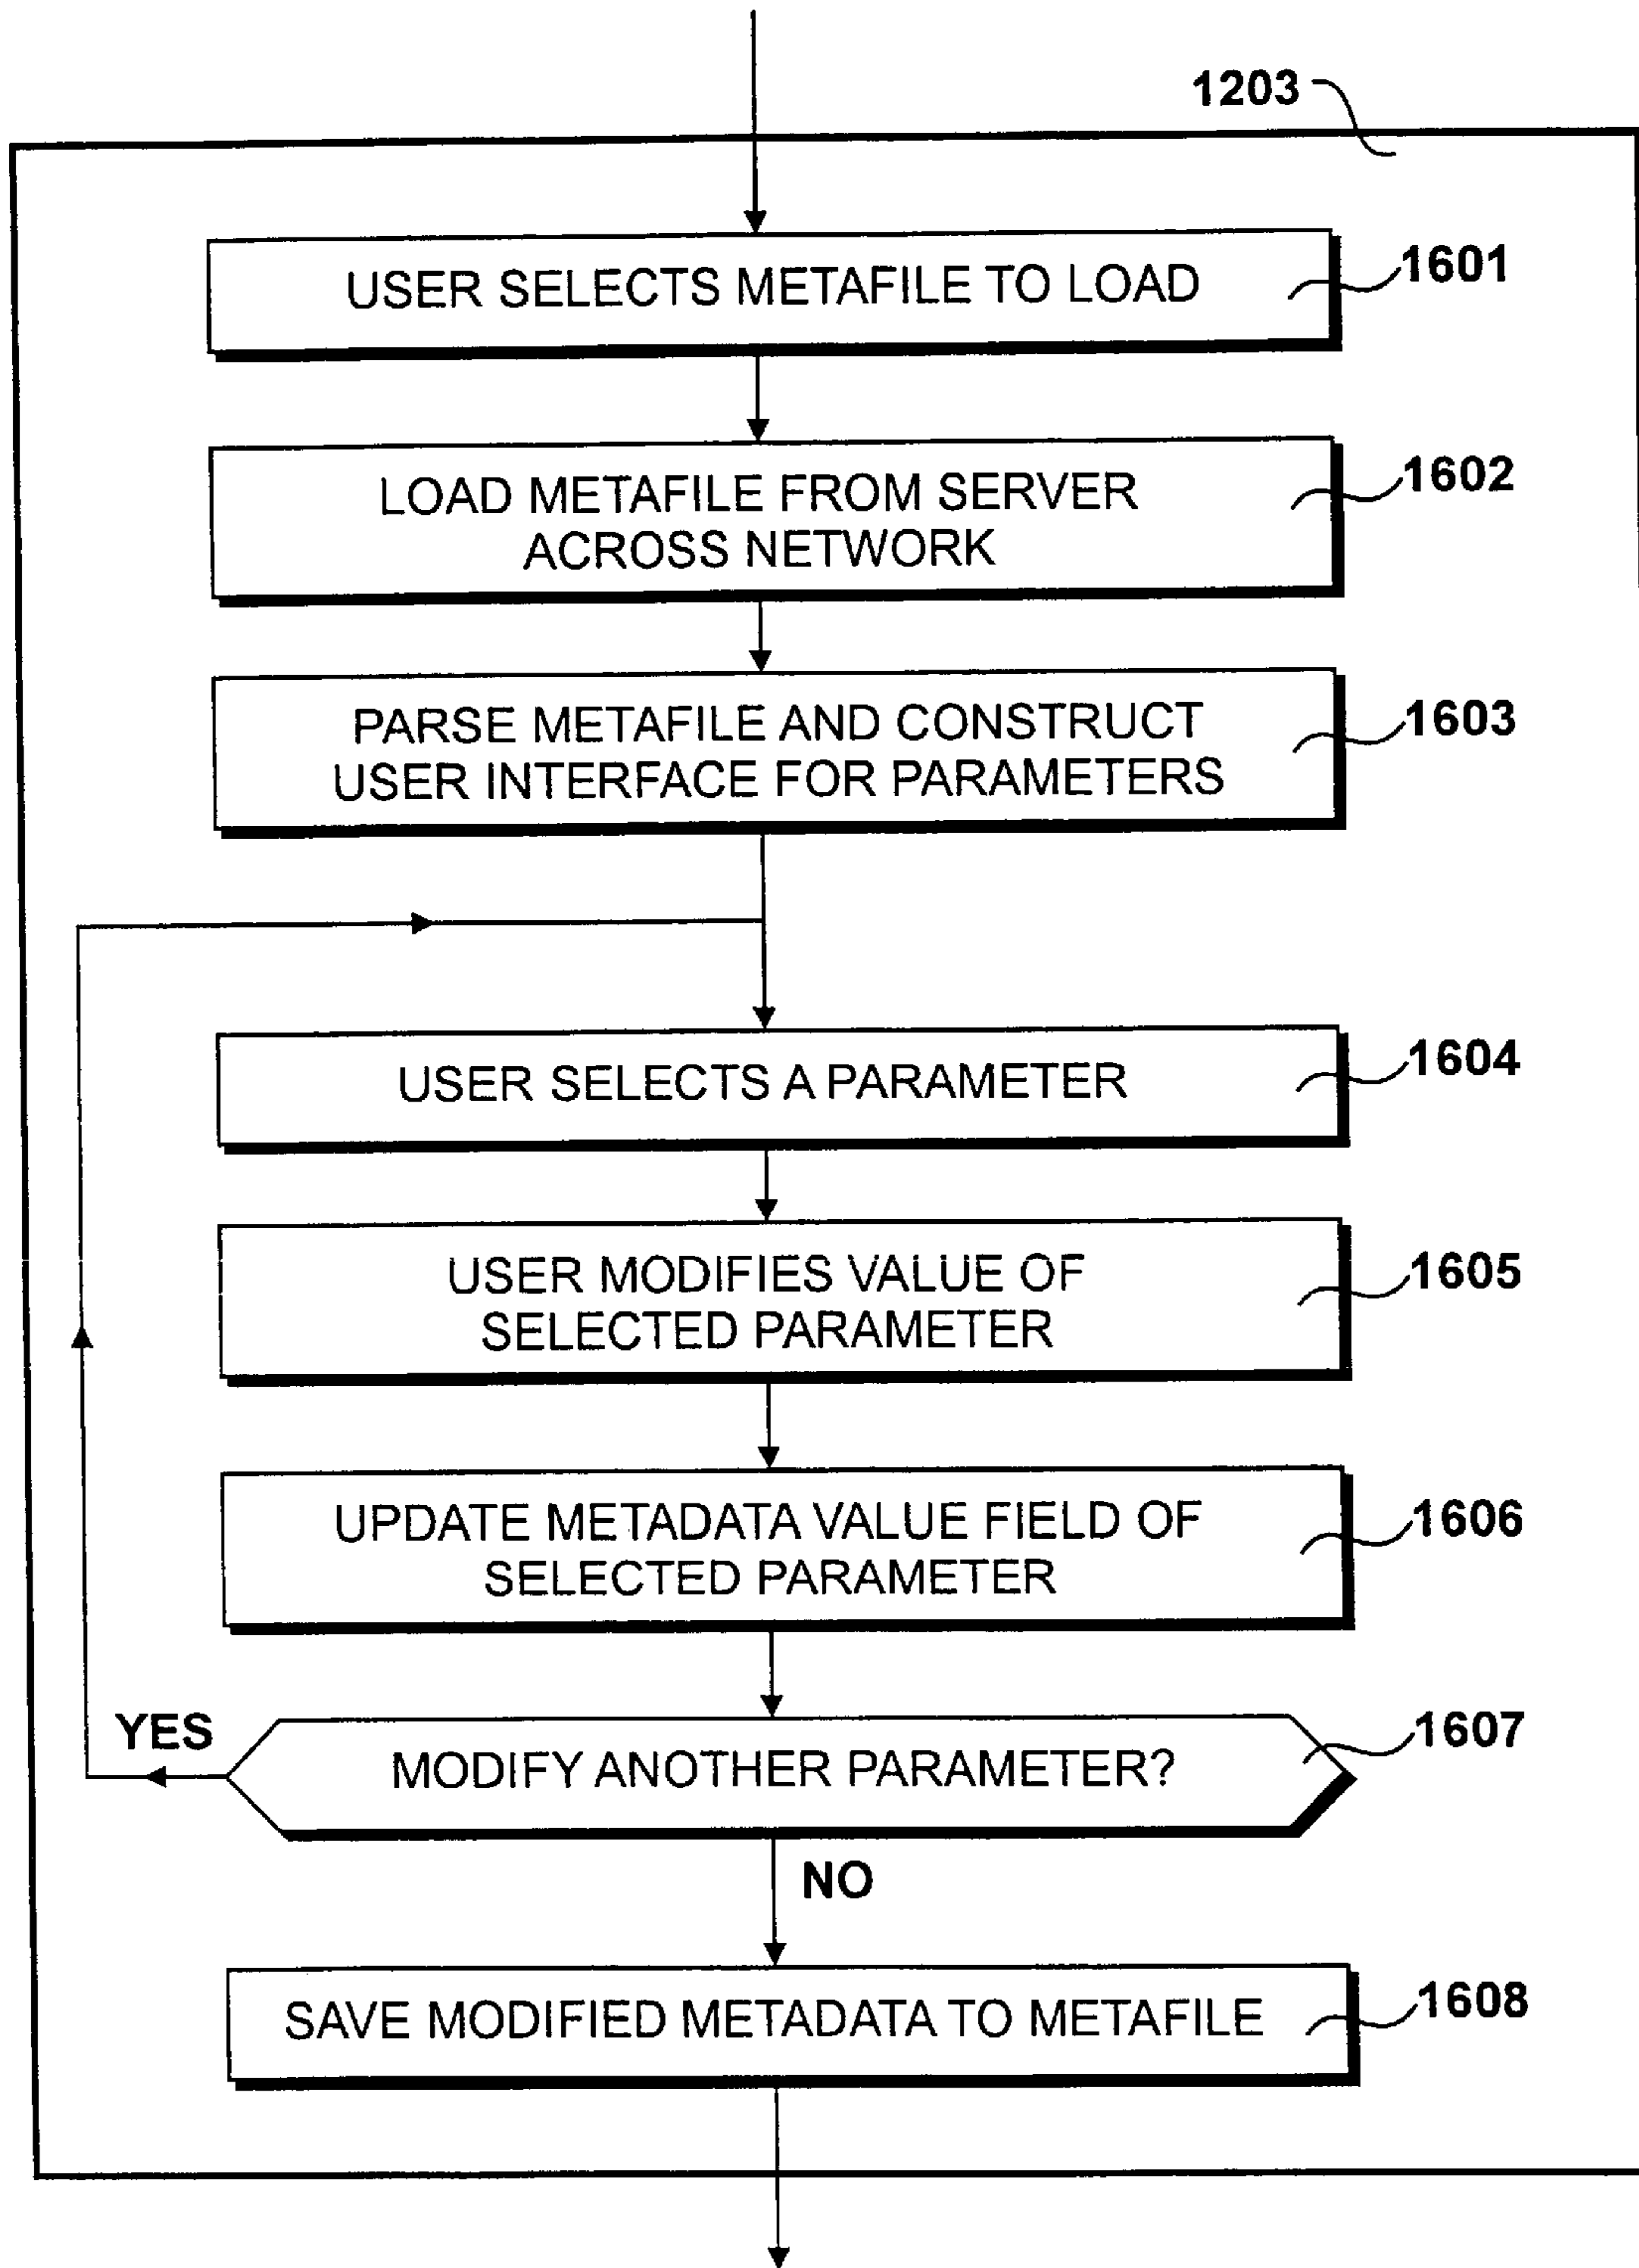 1203
USER SELECTS METAFILE TO LOAD
1601
LOAD METAFILE FROM SERVER
ACROSS NETWORK
1602
PARSE METAFILE AND CONSTRUCT
USER INTERFACE FOR PARAMETERS
1603
USER SELECTS A PARAMETER
1604
USER MODIFIES VALUE OF
SELECTED PARAMETER
1605
UPDATE METADATA VALUE FIELD OF
SELECTED PARAMETER
1606
YES
MODIFY ANOTHER PARAMETER?
1607
NO
SAVE MODIFIED METADATA TO METAFILE
1608